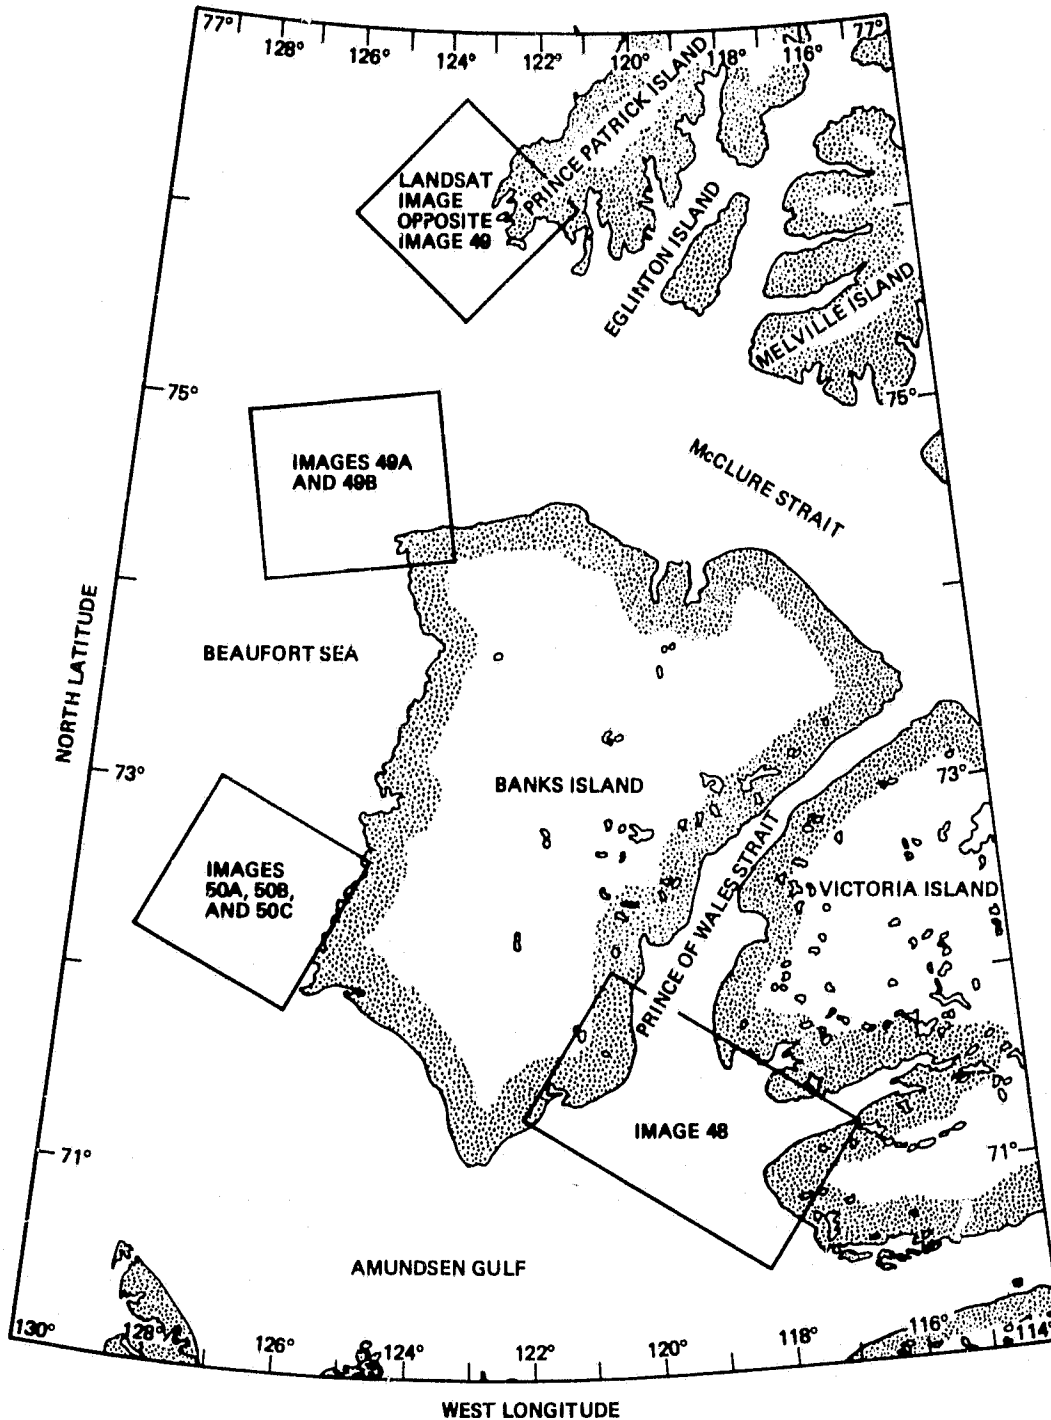 77°
128°
126°
124°
122°
120°
118°
116°
77°
PRINCE PATRICK ISLAND
LANDSAT
IMAGE
OPPOSITE
IMAGE 49
EGLINTON ISLAND
MELVILLE ISLAND
75°
75°
IMAGES 49A
AND 49B
McCLURE STRAIT
NORTH LATITUDE
BEAUFORT SEA
73°
BANKS ISLAND
73°
IMAGES
50A, 50B,
AND 50C
PRINCE OF WALES STRAIT
VICTORIA ISLAND
IMAGE 48
71°
71°
AMUNDSEN GULF
130°
128°
126°
124°
122°
120°
118°
116°
114°
WEST LONGITUDE